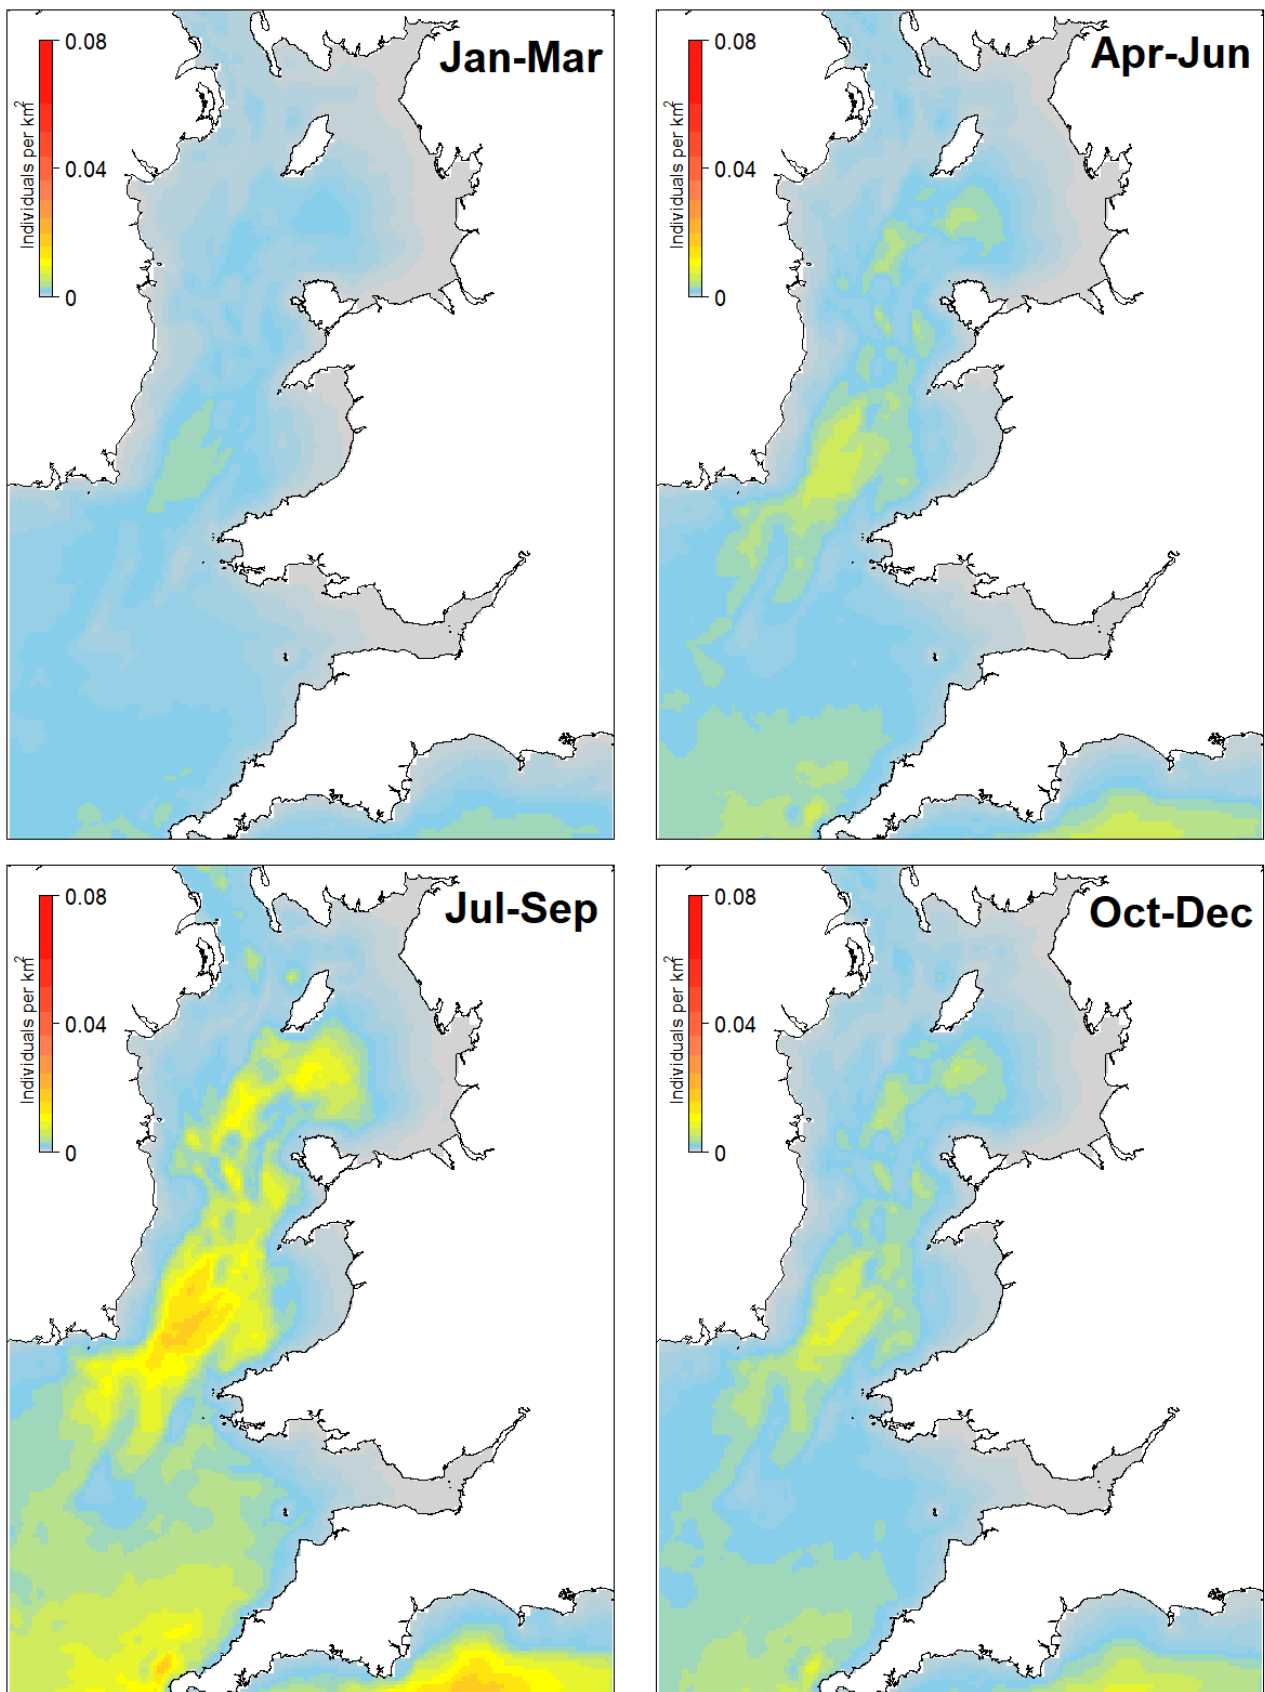 Jan-Mar
0.08
0.04
0
Individuals per km²
Apr-Jun
0.08
0.04
0
Individuals per km²
Jul-Sep
0.08
0.04
0
Individuals per km²
Oct-Dec
0.08
0.04
0
Individuals per km²